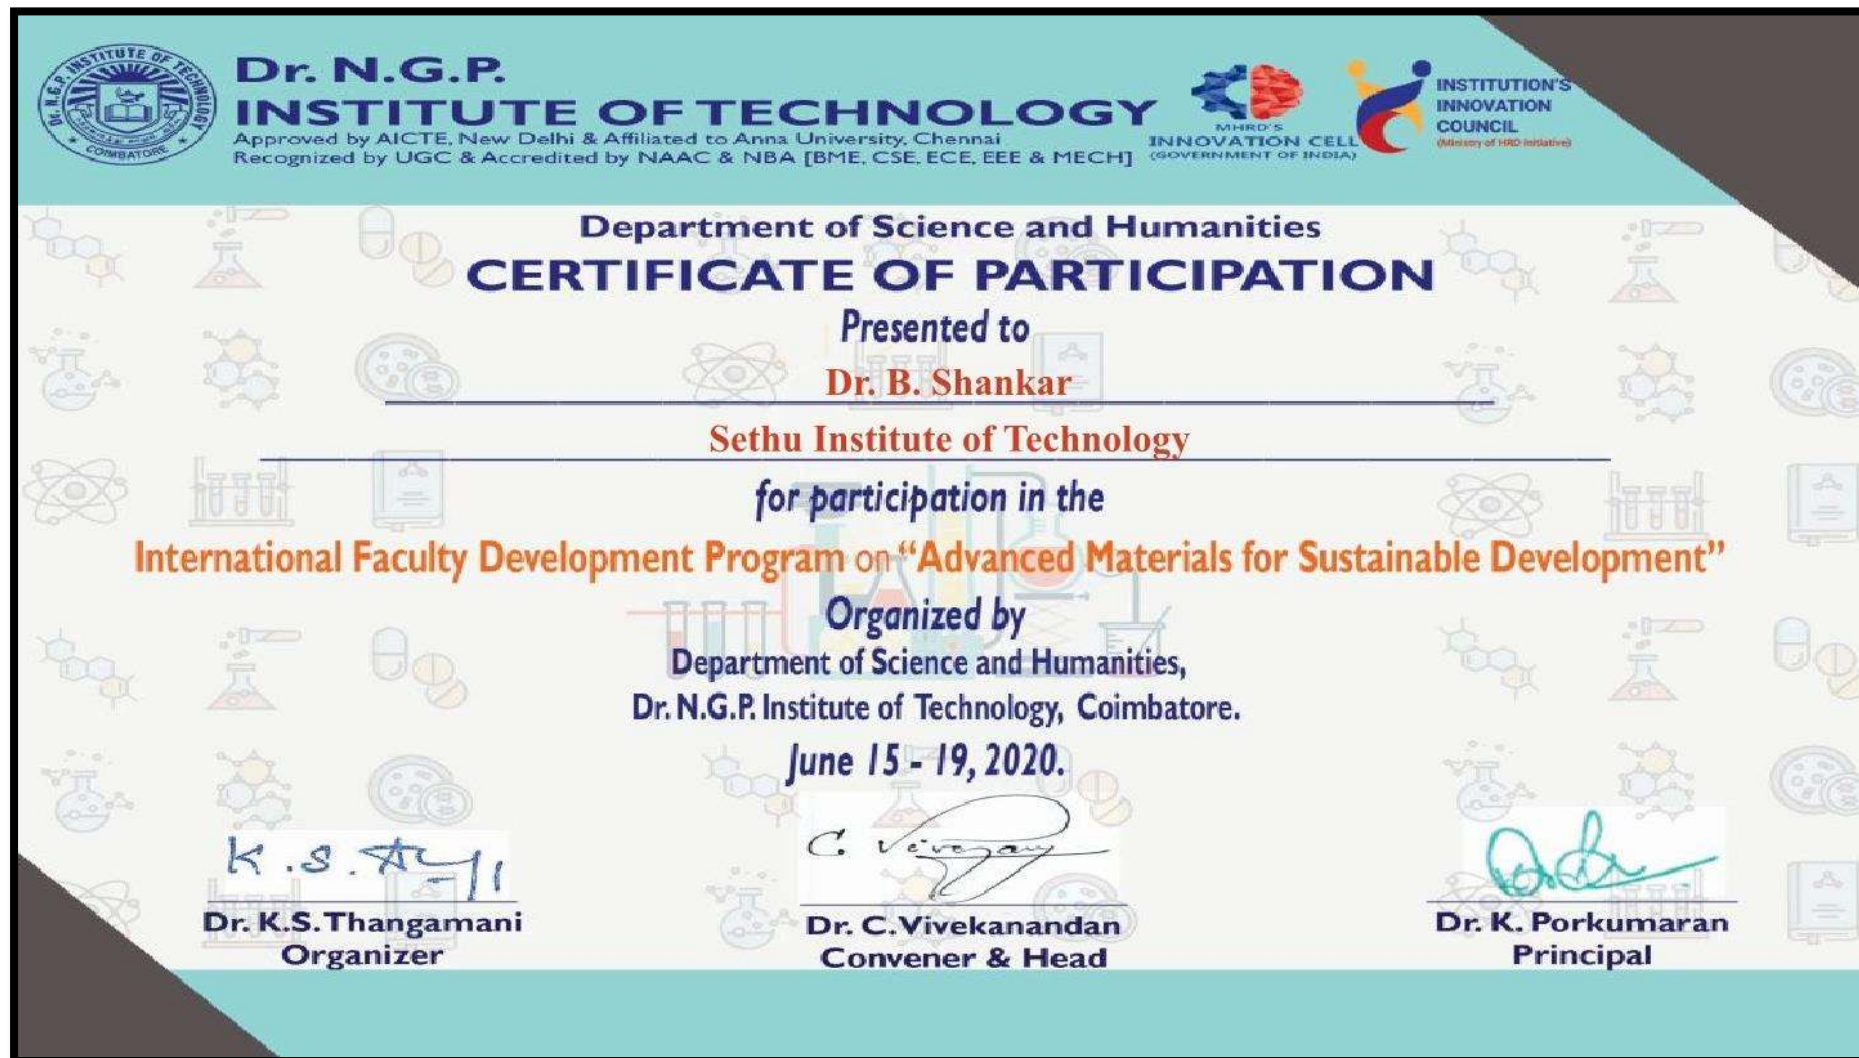 Dr. N.G.P. INSTITUTE OF TECHNOLOGY
COIMBATORE
Dr. N.G.P.
INSTITUTE OF TECHNOLOGY
Approved by AICTE, New Delhi & Affiliated to Anna University, Chennai
Recognized by UGC & Accredited by NAAC & NBA [BME, CSE, ECE, EEE & MECH]
MHRD'S
INNOVATION CELL
(GOVERNMENT OF INDIA)
INSTITUTION'S
INNOVATION
COUNCIL
(Ministry of HRD Initiative)
Department of Science and Humanities
CERTIFICATE OF PARTICIPATION
Presented to
Dr. B. Shankar
Sethu Institute of Technology
for participation in the
International Faculty Development Program on “Advanced Materials for Sustainable Development”
Organized by
Department of Science and Humanities,
Dr. N.G.P. Institute of Technology, Coimbatore.
June 15 - 19, 2020.
Dr. K.S. Thangamani
Organizer
Dr. C. Vivekanandan
Convener & Head
Dr. K. Porkumaran
Principal